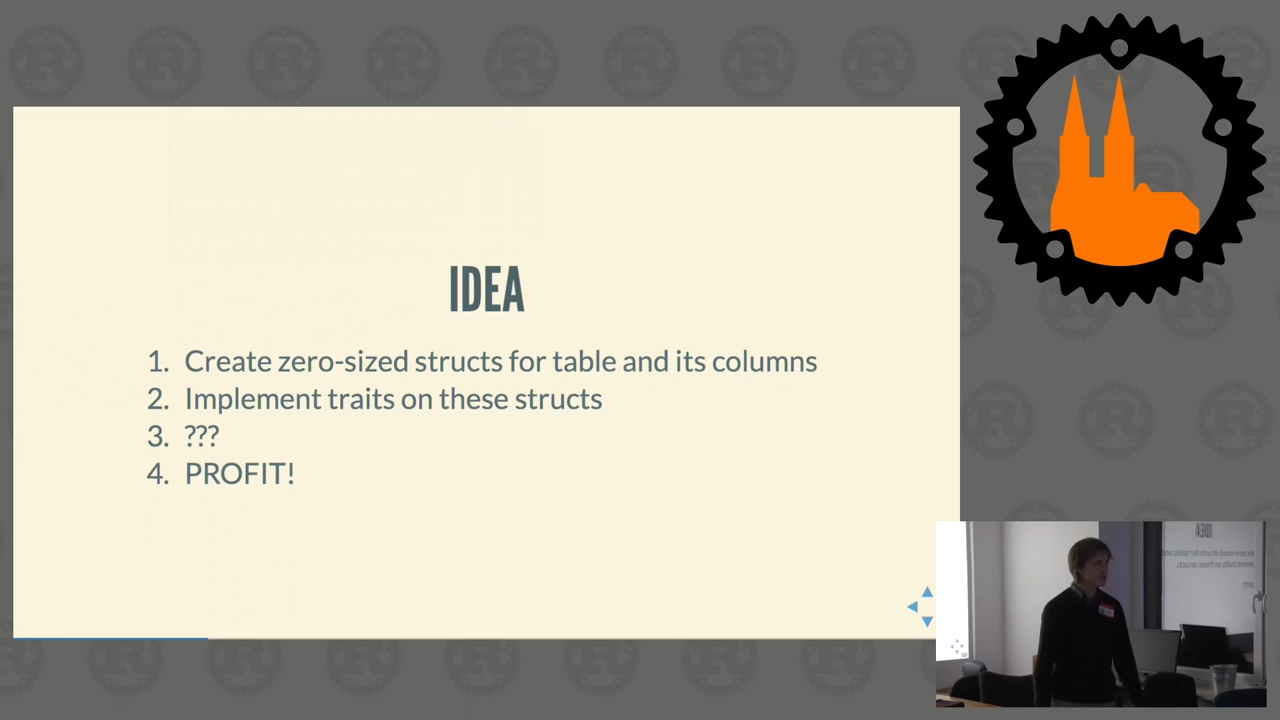 IDEA
1. Create zero-sized structs for table and its columns
2. Implement traits on these structs
3. ???
4. PROFIT!